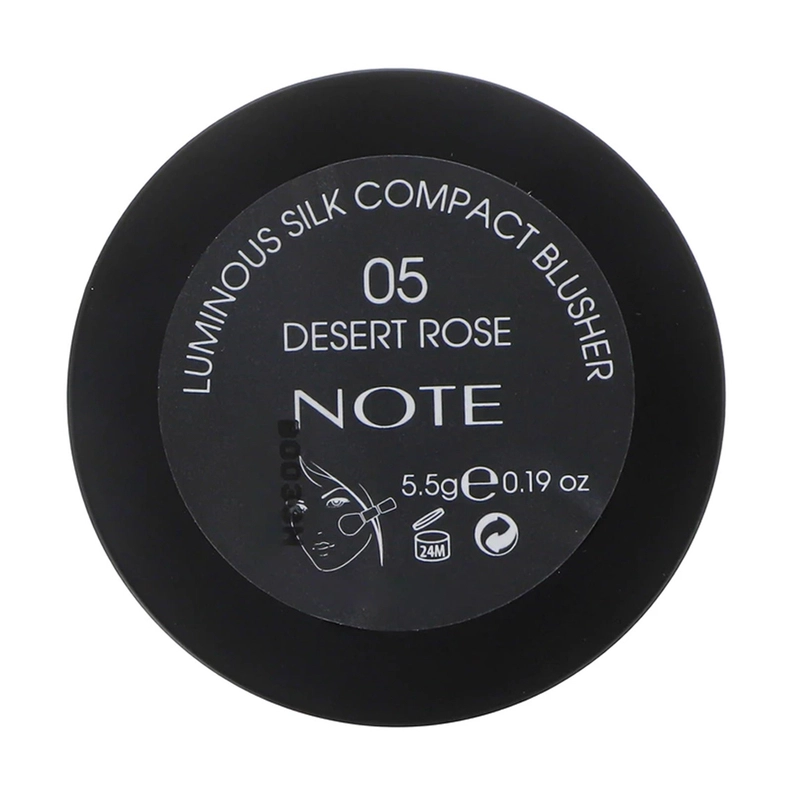 LUMINOUS SILK COMPACT BLUSHER
05
DESERT ROSE
NOTE
5.5g e 0.19 oz
24M